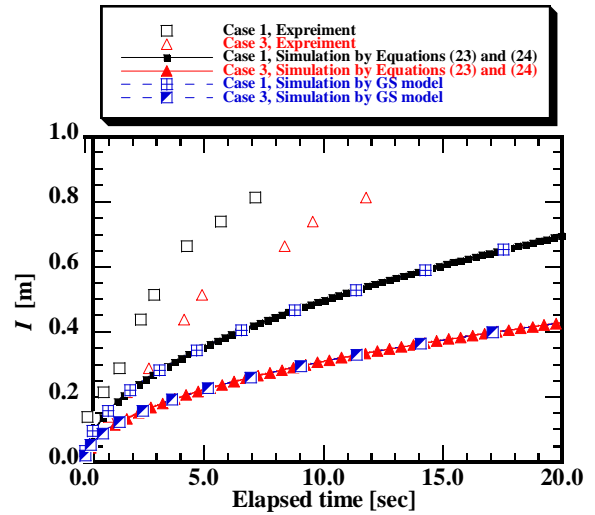 Case 1, Expreiment
Case 3, Expriment
Case 1, Simulation by Equations (23) and (24)
Case 3, Simulation by Equations (23) and (24)
Case 1, Simulation by GS model
Case 3, Simulation by GS model
1.0
0.8
0.6
0.4
0.2
0.0
I [m]
0.0 5.0 10.0 15.0 20.0
Elapsed time [sec]